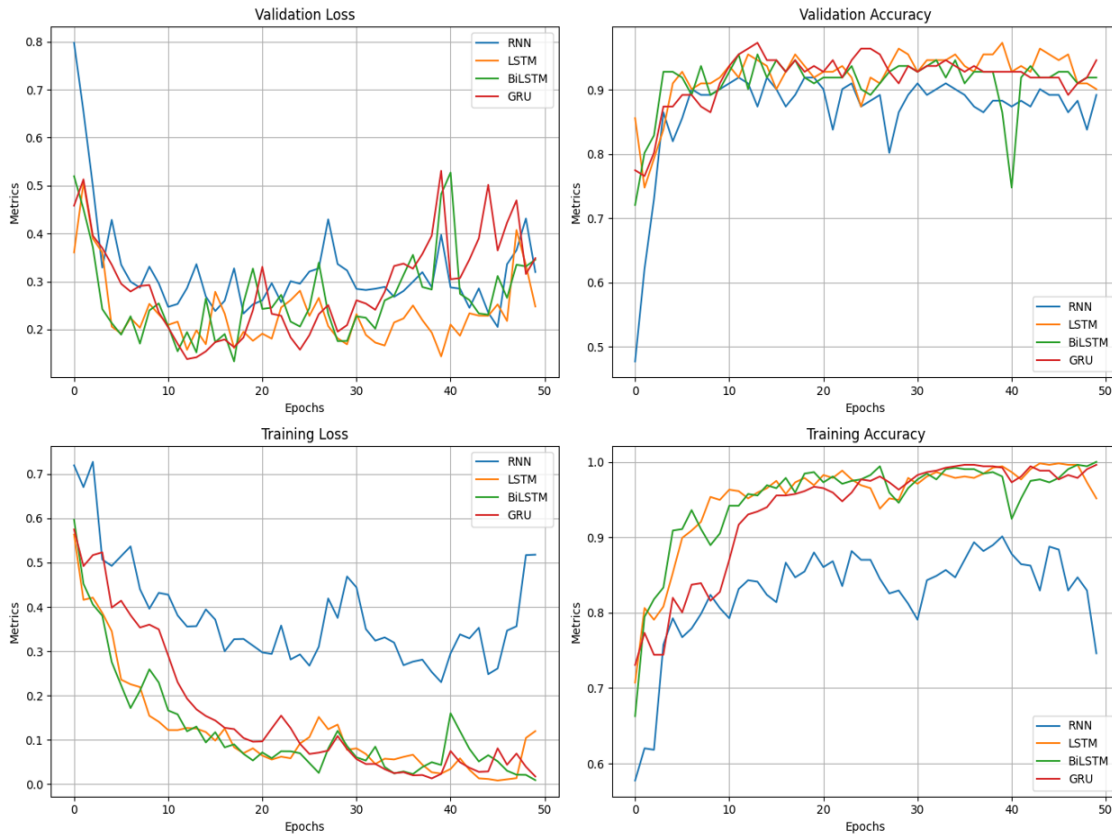 Validation Loss
Metrics
0.8
0.7
0.6
0.5
0.4
0.3
0.2
RNN
LSTM
BiLSTM
GRU
0
10
20
30
40
50
Epochs
Validation Accuracy
Metrics
0.9
0.8
0.7
0.6
0.5
RNN
LSTM
BiLSTM
GRU
0
10
20
30
40
50
Epochs
Training Loss
Metrics
0.7
0.6
0.5
0.4
0.3
0.2
0.1
0.0
RNN
LSTM
BiLSTM
GRU
0
10
20
30
40
50
Epochs
Training Accuracy
Metrics
1.0
0.9
0.8
0.7
0.6
RNN
LSTM
BiLSTM
GRU
0
10
20
30
40
50
Epochs